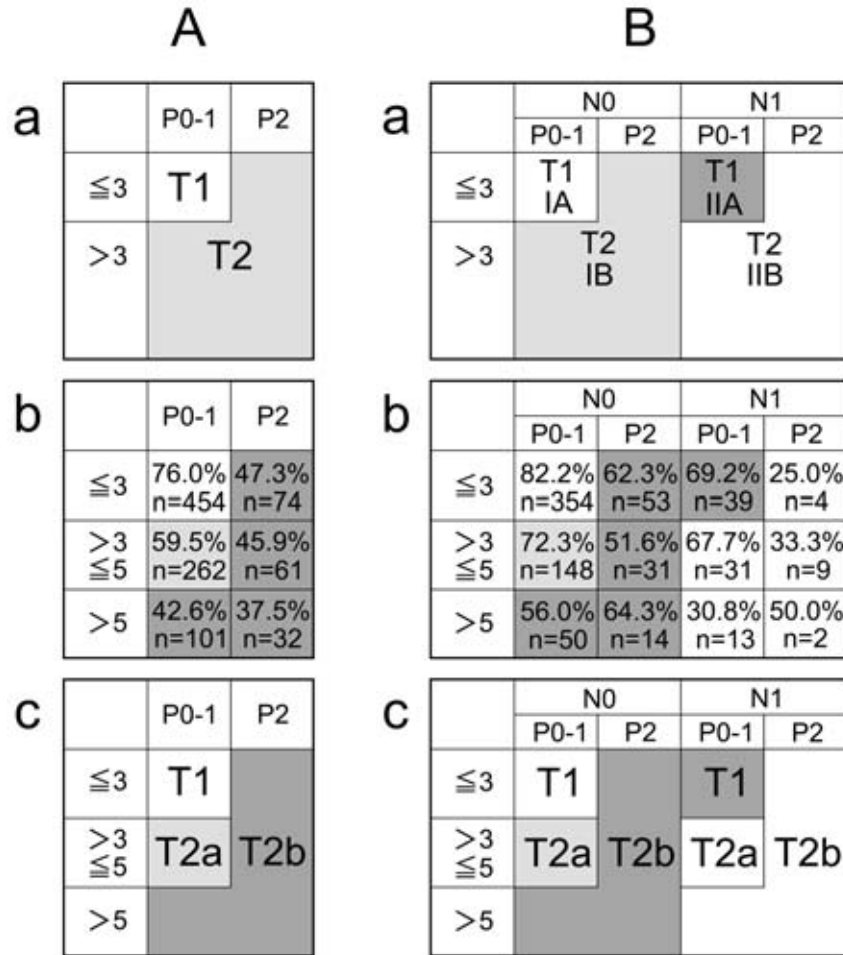 A
B
a
P0-1 P2
≦3 T1
>3 T2
a
N0 N1
P0-1 P2 P0-1 P2
≦3 T1 T1
IA IIA
>3 T2 T2
IB IIB
b
P0-1 P2
≦3 76.0% 47.3%
n=454 n=74
>3 59.5% 45.9%
≦5 n=262 n=61
>5 42.6% 37.5%
n=101 n=32
b
N0 N1
P0-1 P2 P0-1 P2
≦3 82.2% 62.3% 69.2% 25.0%
n=354 n=53 n=39 n=4
>3 72.3% 51.6% 67.7% 33.3%
≦5 n=148 n=31 n=31 n=9
>5 56.0% 64.3% 30.8% 50.0%
n=50 n=14 n=13 n=2
c
P0-1 P2
≦3 T1
>3
≦5 T2a T2b
>5
c
N0 N1
P0-1 P2 P0-1 P2
≦3 T1 T1
>3
≦5 T2a T2b T2a T2b
>5